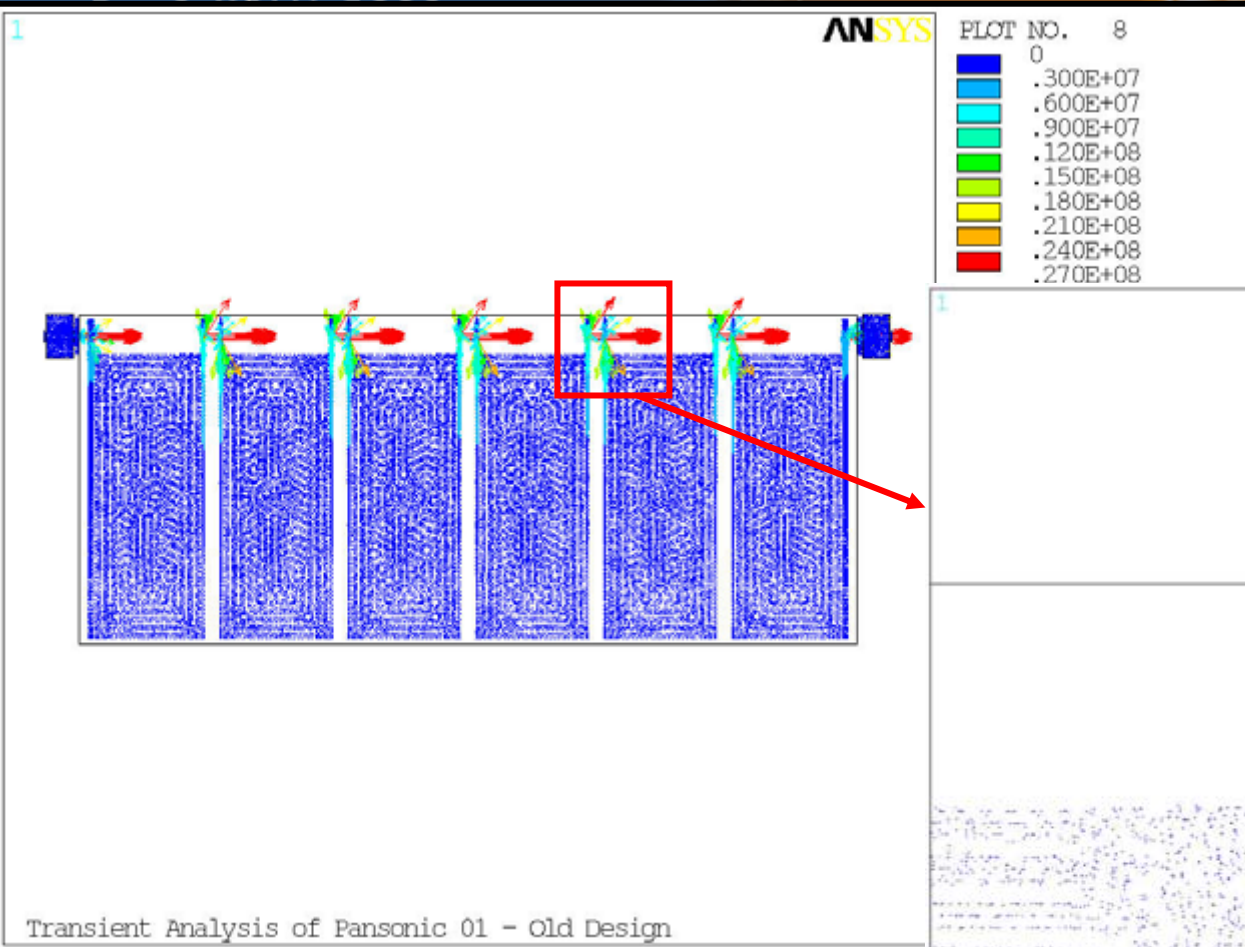 1
ANSYS
PLOT NO. 8
0
.300E+07
.600E+07
.900E+07
.120E+08
.150E+08
.180E+08
.210E+08
.240E+08
.270E+08
1
Transient Analysis of Pansonic 01 - Old Design